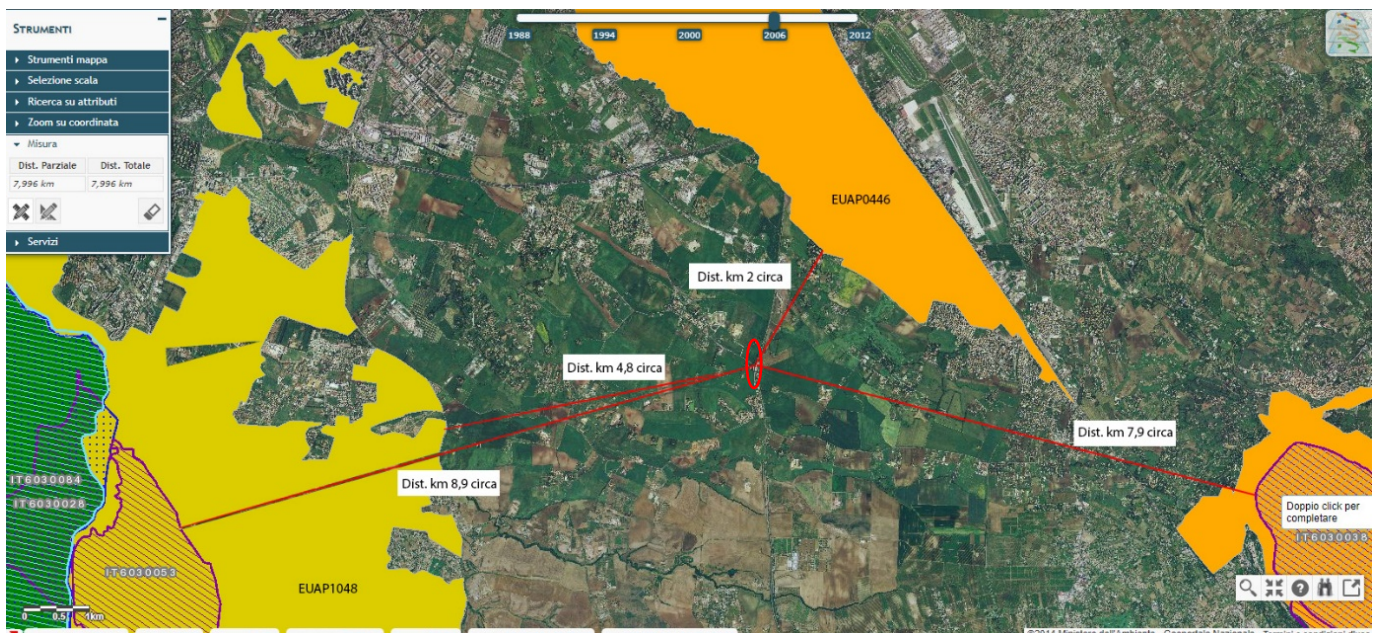 STRUMENTI
Strumenti mappa
Selezione scala
Ricerca su attributi
Zoom su coordinata
Misura
Dist. Parziale Dist. Totale
7,996 km 7,996 km
Servizi
1988 1994 2000 2006 2012
EUAP0446
Dist. km 2 circa
Dist. km 4,8 circa
Dist. km 7,9 circa
Dist. km 8,9 circa
IT6030084
IT6030028
Doppio click per
completare
IT6030038
IT6030053
EUAP1048
0 0.5 1km